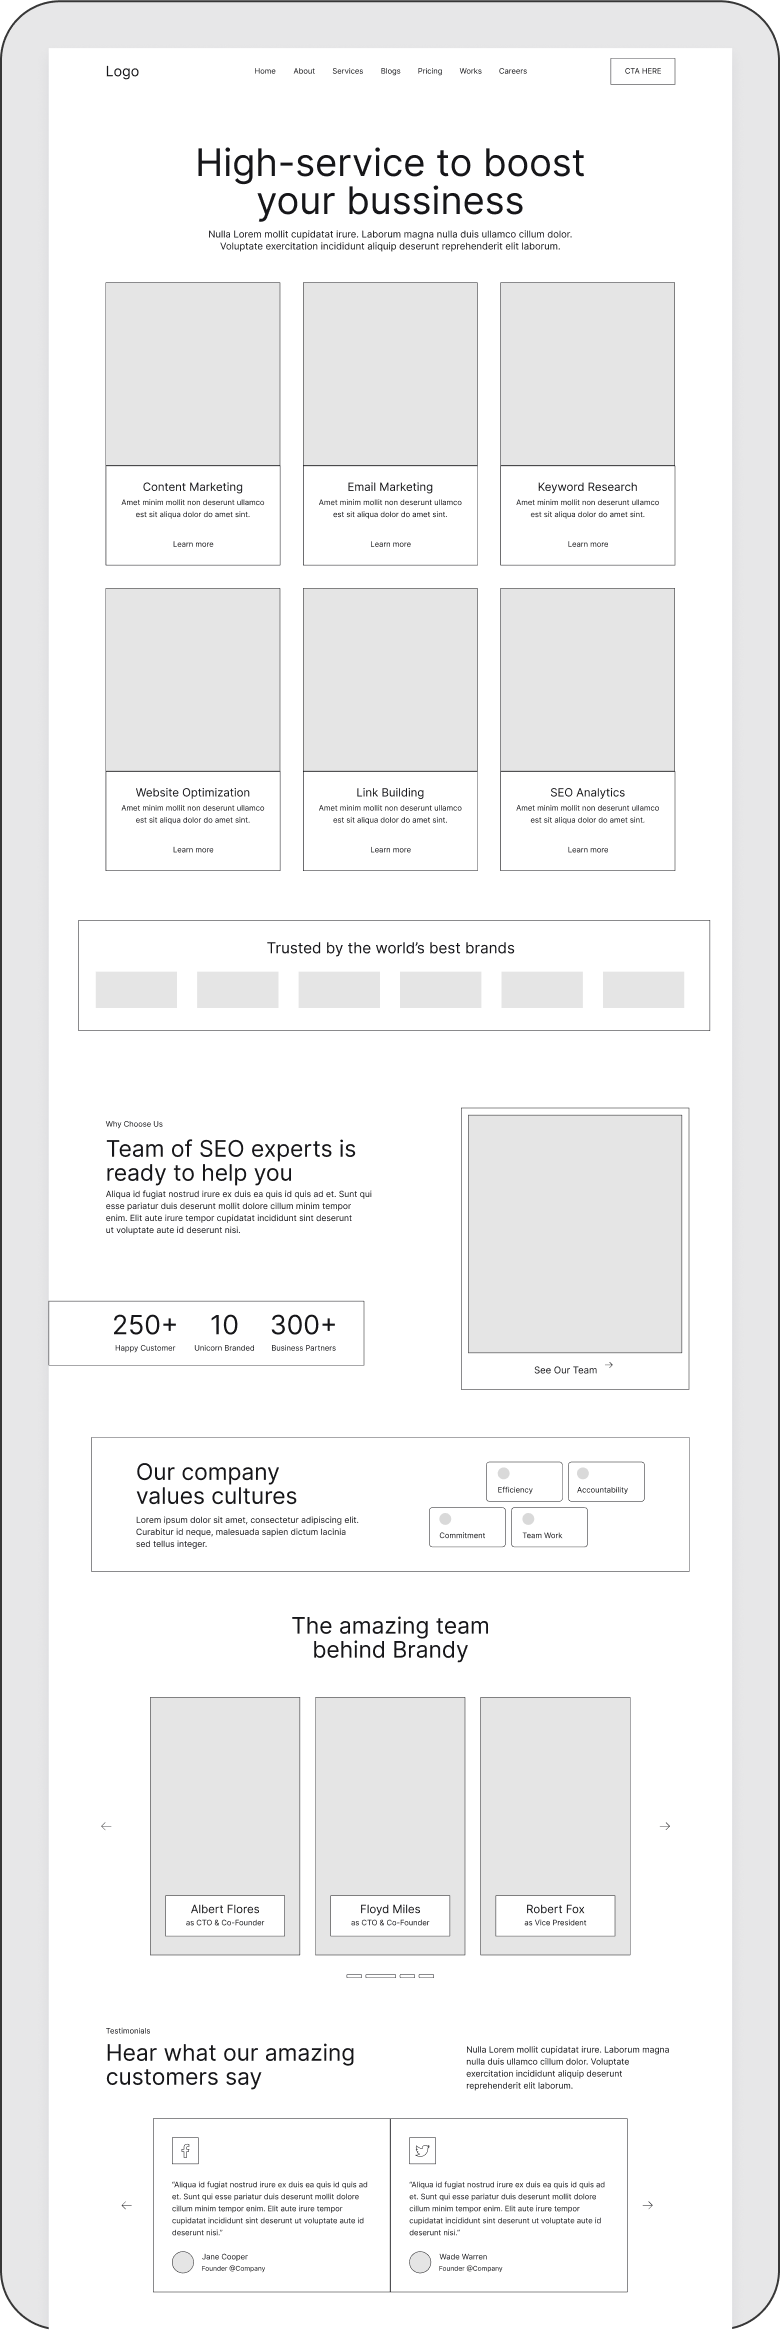 Logo
Home About Services Blogs Pricing Works Careers
CTA HERE
High-service to boost
your bussiness
Nulla Lorem mollit cupidatat irure. Laborum magna nulla duis ullamco cillum dolor.
Voluptate exercitation incididunt aliquip deserunt reprehenderit elit laborum.
Content Marketing
Amet minim mollit non deserunt ullamco
est sit aliqua dolor do amet sint.
Learn more
Email Marketing
Amet minim mollit non deserunt ullamco
est sit aliqua dolor do amet sint.
Learn more
Keyword Research
Amet minim mollit non deserunt ullamco
est sit aliqua dolor do amet sint.
Learn more
Website Optimization
Amet minim mollit non deserunt ullamco
est sit aliqua dolor do amet sint.
Learn more
Link Building
Amet minim mollit non deserunt ullamco
est sit aliqua dolor do amet sint.
Learn more
SEO Analytics
Amet minim mollit non deserunt ullamco
est sit aliqua dolor do amet sint.
Learn more
Trusted by the world’s best brands
Why Choose Us
Team of SEO experts is
ready to help you
Aliqua id fugiat nostrud irure ex duis ea quis id quis ad et. Sunt qui
esse pariatur duis deserunt mollit dolore cillum minim tempor
enim. Elit aute irure tempor cupidatat incididunt sint deserunt
ut voluptate aute id deserunt nisi.
250+
Happy Customer
10
Unicorn Branded
300+
Business Partners
See Our Team
Our company
values cultures
Lorem ipsum dolor sit amet, consectetur adipiscing elit.
Curabitur id neque, malesuada sapien dictum lacinia
sed tellus integer.
Efficiency
Accountability
Commitment
Team Work
The amazing team
behind Brandy
Albert Flores
as CTO & Co-Founder
Floyd Miles
as CTO & Co-Founder
Robert Fox
as Vice President
Testimonials
Hear what our amazing
customers say
Nulla Lorem mollit cupidatat irure. Laborum magna
nulla duis ullamco cillum dolor. Voluptate
exercitation incididunt aliquip deserunt
reprehenderit elit laborum.
“Aliqua id fugiat nostrud irure ex duis ea quis id quis ad
et. Sunt qui esse pariatur duis deserunt mollit dolore
cillum minim tempor enim. Elit aute irure tempor
cupidatat incididunt sint deserunt ut voluptate aute id
deserunt nisi.”
Jane Cooper
Founder @Company
“Aliqua id fugiat nostrud irure ex duis ea quis id quis ad
et. Sunt qui esse pariatur duis deserunt mollit dolore
cillum minim tempor enim. Elit aute irure tempor
cupidatat incididunt sint deserunt ut voluptate aute id
deserunt nisi.”
Wade Warren
Founder @Company